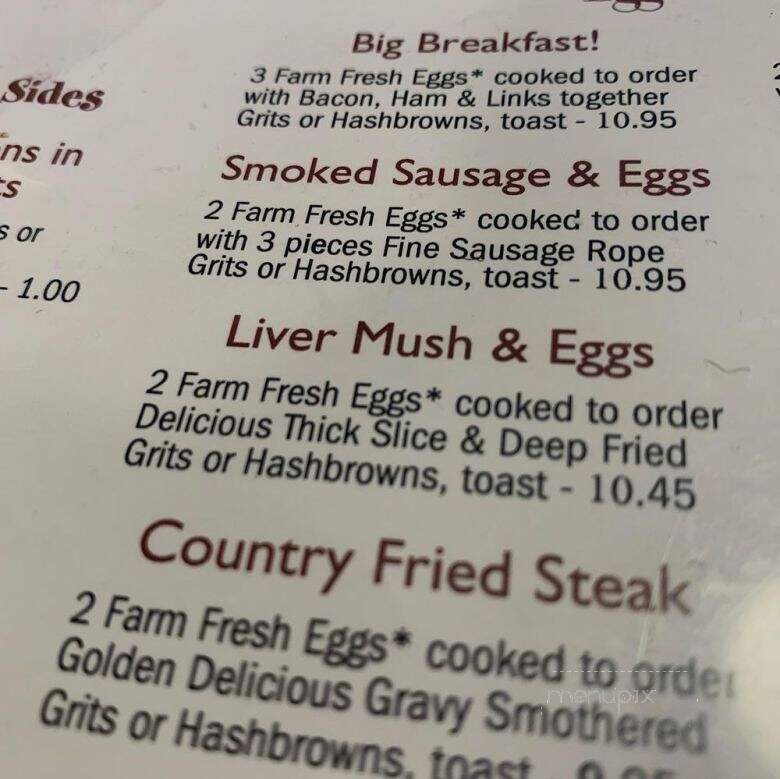 Sides
ns in
s or
- 1.00
Big Breakfast!
3 Farm Fresh Eggs* cooked to order
with Bacon, Ham & Links together
Grits or Hashbrowns, toast - 10.95
Smoked Sausage & Eggs
2 Farm Fresh Eggs* cooked to order
with 3 pieces Fine Sausage Rope
Grits or Hashbrowns, toast - 10.95
Liver Mush & Eggs
2 Farm Fresh Eggs* cooked to order
Delicious Thick Slice & Deep Fried
Grits or Hashbrowns, toast - 10.45
Country Fried Steak
2 Farm Fresh Eggs* cooked to order
Golden Delicious Gravy Smothered
Grits or Hashbrowns, toast
menupix